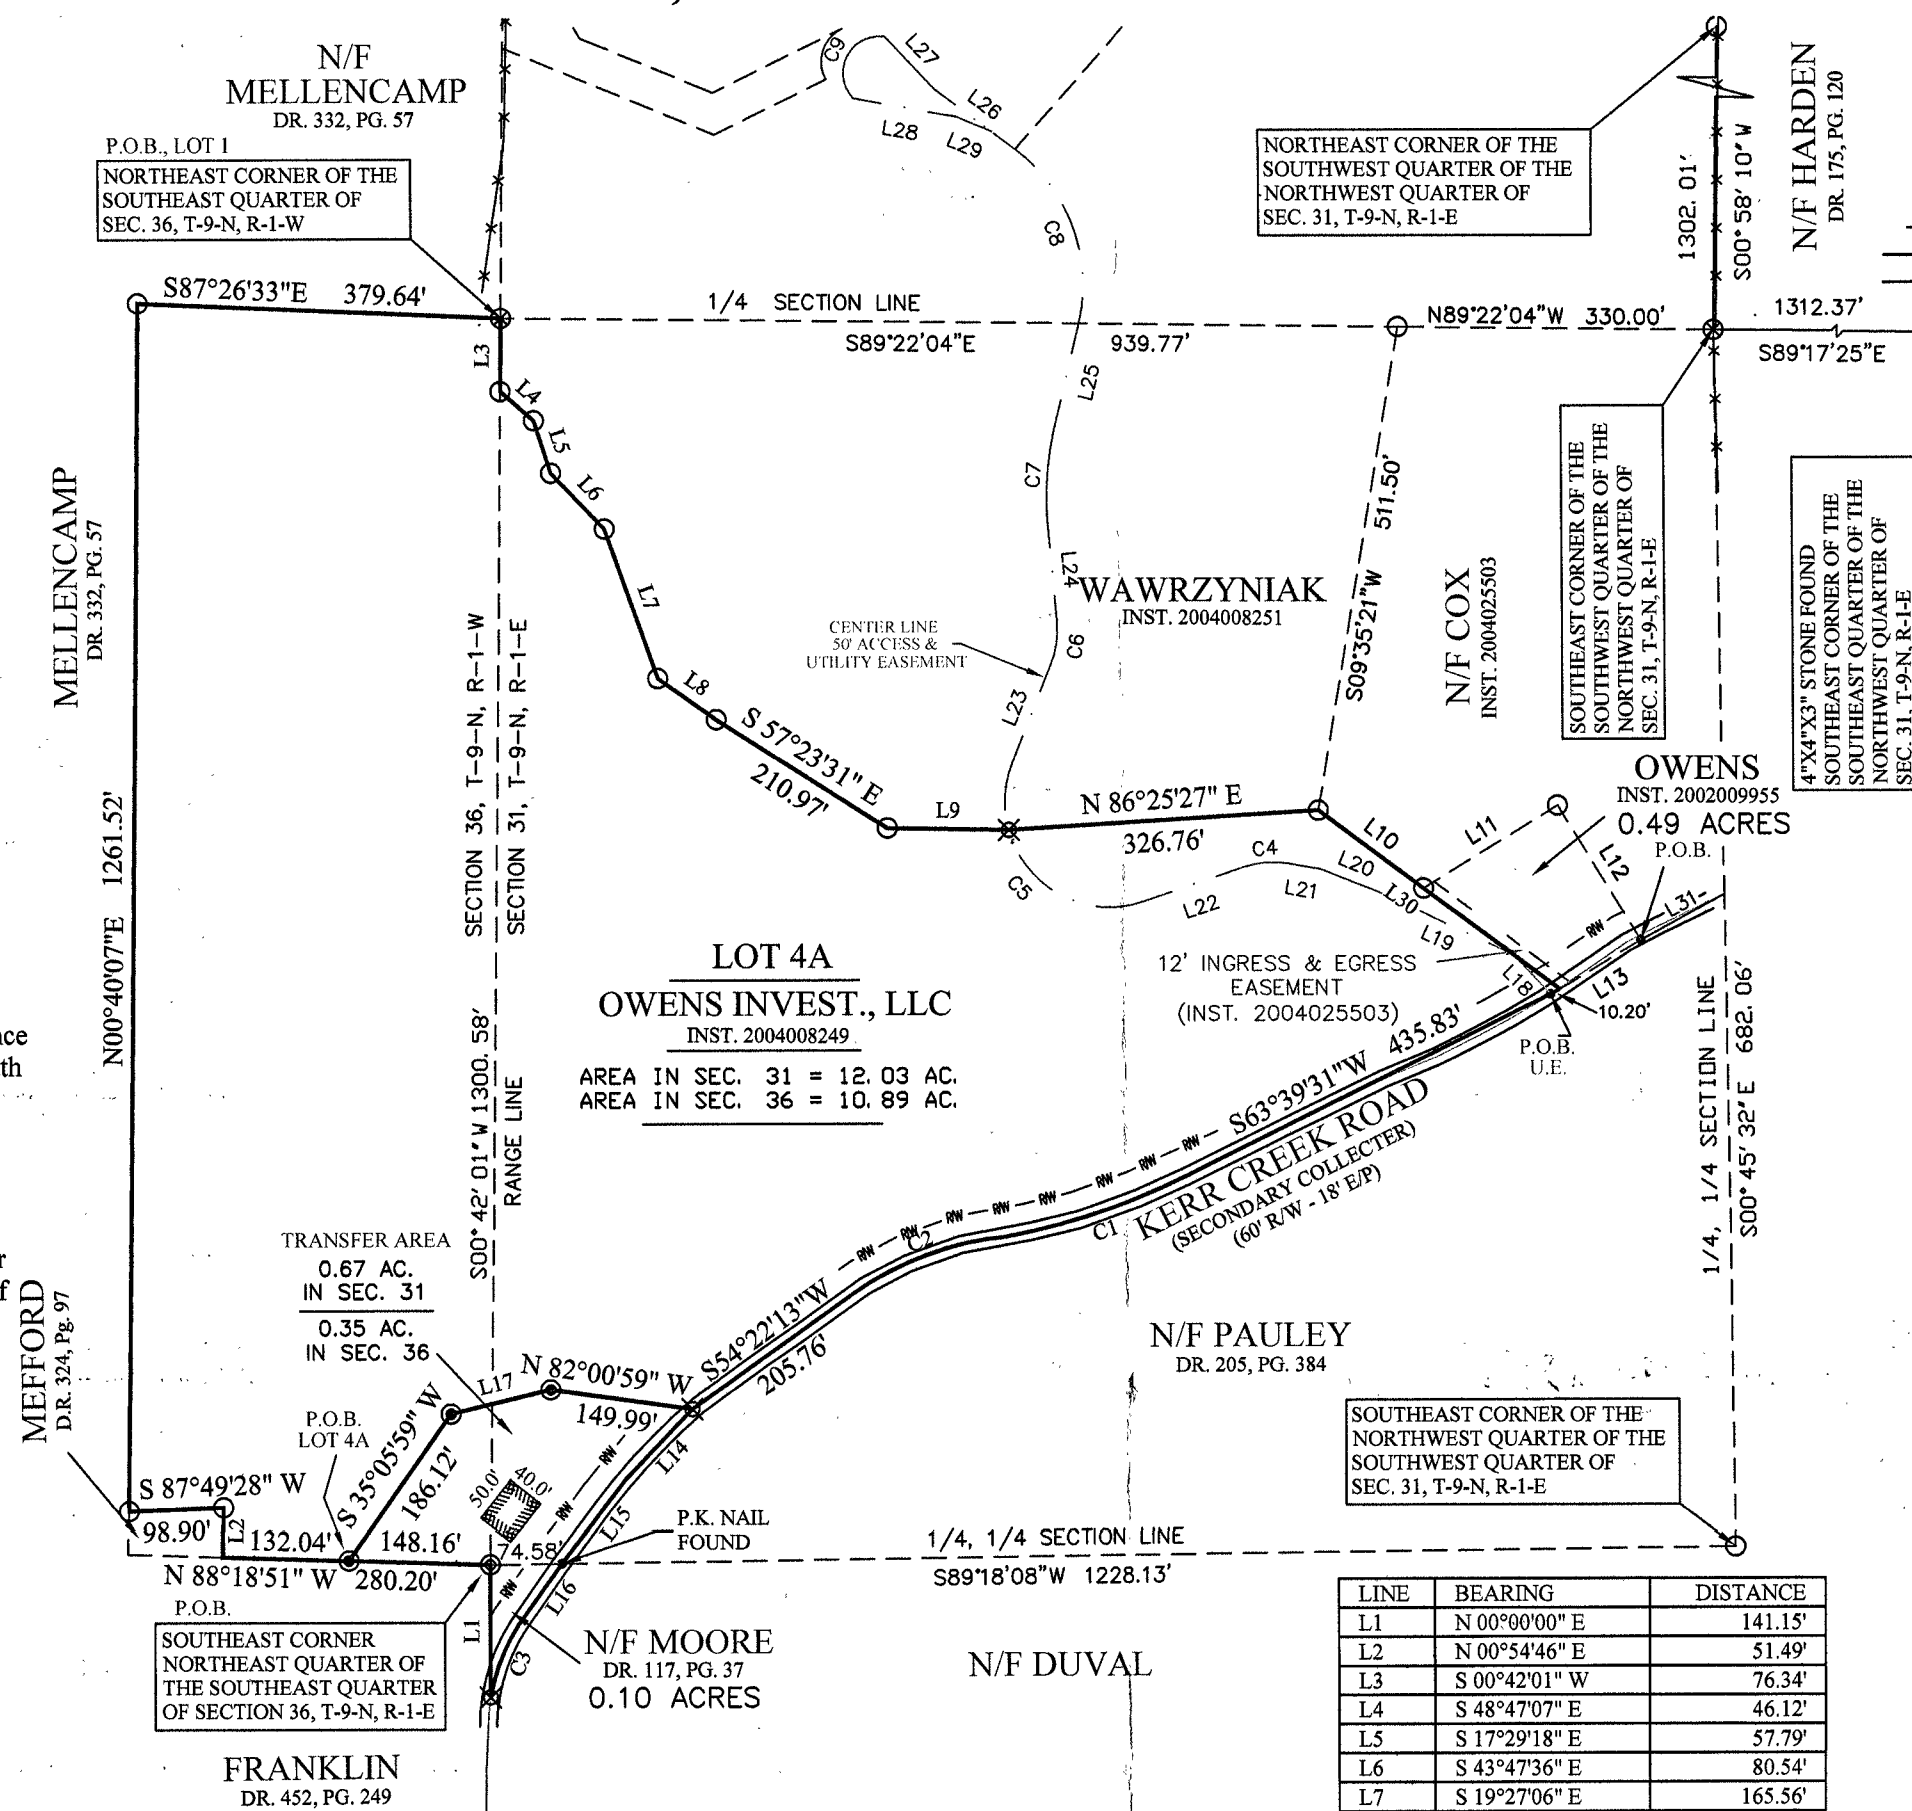 N/F
MELLENCAMP
DR. 332, PG. 57
P.O.B., LOT 1
NORTHEAST CORNER OF THE
SOUTHEAST QUARTER OF
SEC. 36, T-9-N, R-1-W
C9
L27
L26
L28
L29
C8
NORTHEAST CORNER OF THE
SOUTHWEST QUARTER OF THE
NORTHWEST QUARTER OF
SEC. 31, T-9-N, R-1-E
1302. 01'
S00° 58' 10" W
N/F HARDEN
DR. 175, PG. 120
S87°26'33"E 379.64'
1/4 SECTION LINE
S89°22'04"E 939.77'
N89°22'04"W 330.00'
1312.37'
S89°17'25"E
L3
L4
L5
L6
L7
L8
L25
C7
L24
C6
L23
MELLENCAMP
DR. 332, PG. 57
N00°40'07"E 1261.52'
SECTION 36, T-9-N, R-1-W
SECTION 31, T-9-N, R-1-E
CENTER LINE
50' ACCESS &
UTILITY EASEMENT
WAWRZYNIAK
INST. 2004008251
S09°35'21"W 511.50'
N/F COX
INST. 2004025503
SOUTHEAST CORNER OF THE
SOUTHWEST QUARTER OF THE
NORTHWEST QUARTER OF
SEC. 31, T-9-N, R-1-E
4"X4"X3" STONE FOUND
SOUTHEAST CORNER OF THE
SOUTHEAST QUARTER OF THE
NORTHWEST QUARTER OF
SEC. 31, T-9-N, R-1-E
S 57°23'31" E
210.97'
L9
N 86°25'27" E
326.76'
L10
L11
L12
OWENS
INST. 2002009955
0.49 ACRES
P.O.B.
C5
C4
L20
L21
L22
L30
L19
L18
L31
L13
10.20'
R/W
12' INGRESS & EGRESS
EASEMENT
(INST. 2004025503)
P.O.B.
U.E.
LOT 4A
OWENS INVEST., LLC
INST. 2004008249
AREA IN SEC. 31 = 12. 03 AC.
AREA IN SEC. 36 = 10. 89 AC.
S00° 42' 01" W 1300. 58'
RANGE LINE
S63°39'31"W 435.83'
KERR CREEK ROAD
(SECONDARY COLLECTER)
(60' R/W - 18' E/P)
C1
C2
R/W R/W R/W R/W R/W R/W R/W R/W
1/4, 1/4 SECTION LINE
S00° 45' 32" E 682. 06'
TRANSFER AREA
0.67 AC.
IN SEC. 31
0.35 AC.
IN SEC. 36
MEFFORD
D.R. 324, Pg. 97
S54°22'13"W
205.76'
N 82°00'59" W
149.99'
L17
P.O.B.
LOT 4A
S 35°05'59" W
186.12'
N/F PAULEY
DR. 205, PG. 384
SOUTHEAST CORNER OF THE
NORTHWEST QUARTER OF THE
SOUTHWEST QUARTER OF
SEC. 31, T-9-N, R-1-E
S 87°49'28" W
98.90'
L2
132.04'
148.16'
N 88°18'51" W 280.20'
50.0'
40.0'
R/W
L14
L15
P.K. NAIL
FOUND
74.58'
R/W
L16
L1
C3
1/4, 1/4 SECTION LINE
S89°18'08"W 1228.13'
P.O.B.
SOUTHEAST CORNER
NORTHEAST QUARTER OF
THE SOUTHEAST QUARTER
OF SECTION 36, T-9-N, R-1-E
N/F MOORE
DR. 117, PG. 37
0.10 ACRES
N/F DUVAL
FRANKLIN
DR. 452, PG. 249
LINE BEARING DISTANCE
L1 N 00°00'00" E 141.15'
L2 N 00°54'46" E 51.49'
L3 S 00°42'01" W 76.34'
L4 S 48°47'07" E 46.12'
L5 S 17°29'18" E 57.79'
L6 S 43°47'36" E 80.54'
L7 S 19°27'06" E 165.56'